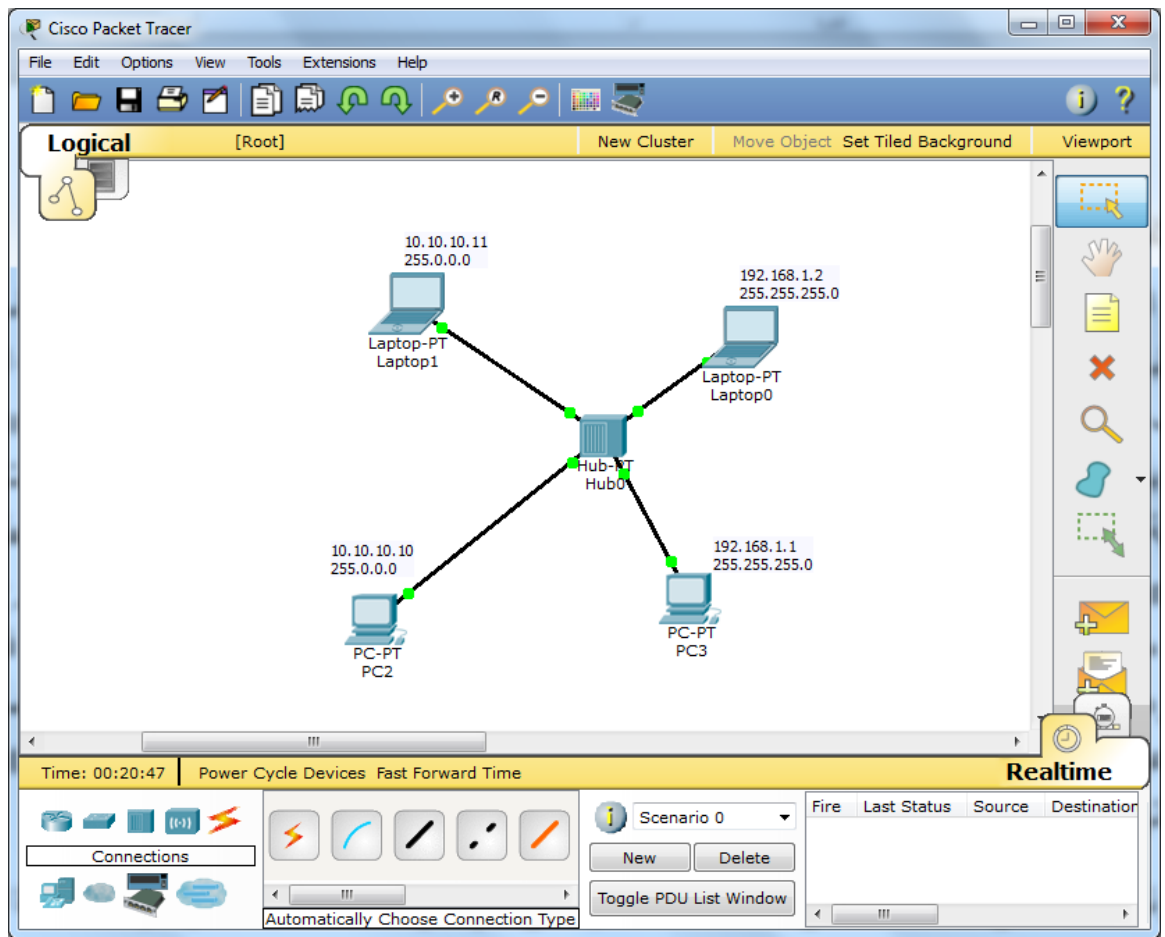 Cisco Packet Tracer
File Edit Options View Tools Extensions Help
Logical [Root] New Cluster Move Object Set Tiled Background Viewport
10.10.10.11
255.0.0.0
Laptop-PT
Laptop1
192.168.1.2
255.255.255.0
Laptop-PT
Laptop0
Hub-PT
Hub0
10.10.10.10
255.0.0.0
PC-PT
PC2
192.168.1.1
255.255.255.0
PC-PT
PC3
Time: 00:20:47 Power Cycle Devices Fast Forward Time Realtime
Connections
Automatically Choose Connection Type
Scenario 0
New Delete
Toggle PDU List Window
Fire Last Status Source Destination